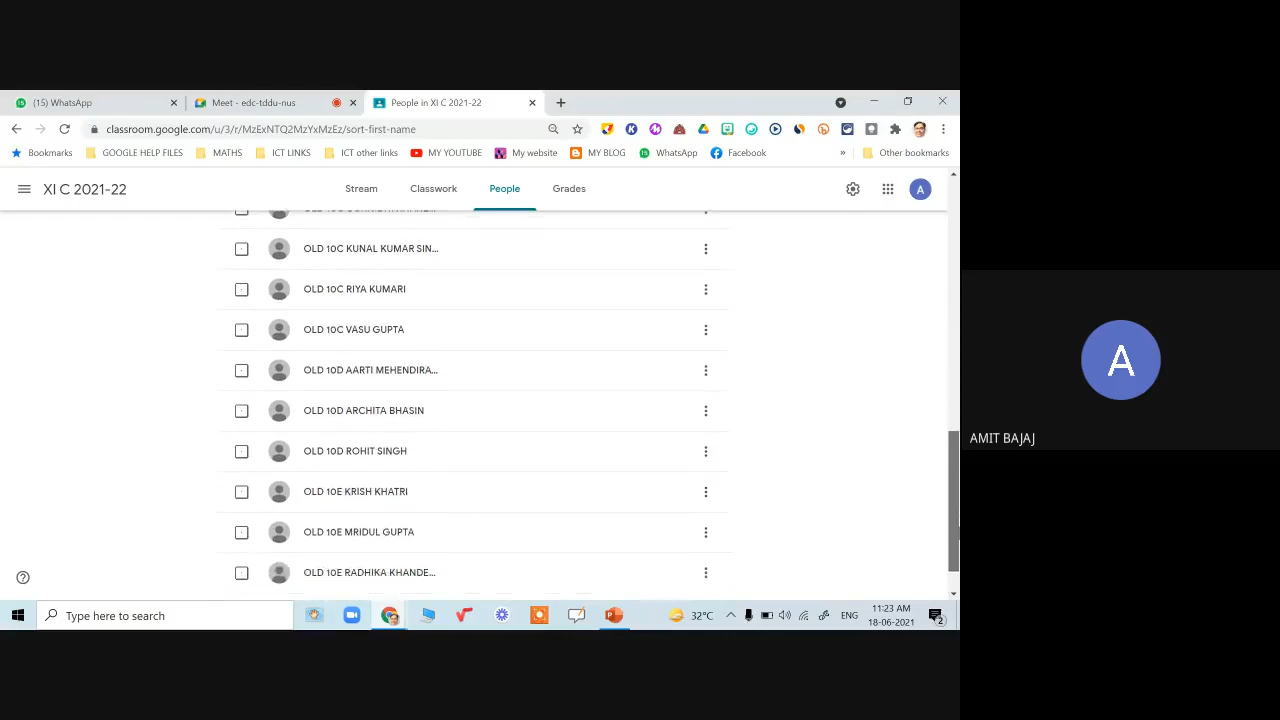 (15) WhatsApp
Meet - edc-tddu-nus
People in XI C 2021-22
classroom.google.com/u/3/r/MzExNTQ2MzYxMzEz/sort-first-name
Bookmarks
GOOGLE HELP FILES
MATHS
ICT LINKS
ICT other links
MY YOUTUBE
My website
MY BLOG
WhatsApp
Facebook
»
Other bookmarks
XI C 2021-22
Stream
Classwork
People
Grades
A
OLD 10C KUNAL KUMAR SIN...
OLD 10C RIYA KUMARI
OLD 10C VASU GUPTA
OLD 10D AARTI MEHENDIRA...
OLD 10D ARCHITA BHASIN
OLD 10D ROHIT SINGH
OLD 10E KRISH KHATRI
OLD 10E MRIDUL GUPTA
OLD 10E RADHIKA KHANDE...
A
AMIT BAJAJ
Type here to search
32°C
ENG
11:23 AM
18-06-2021
2